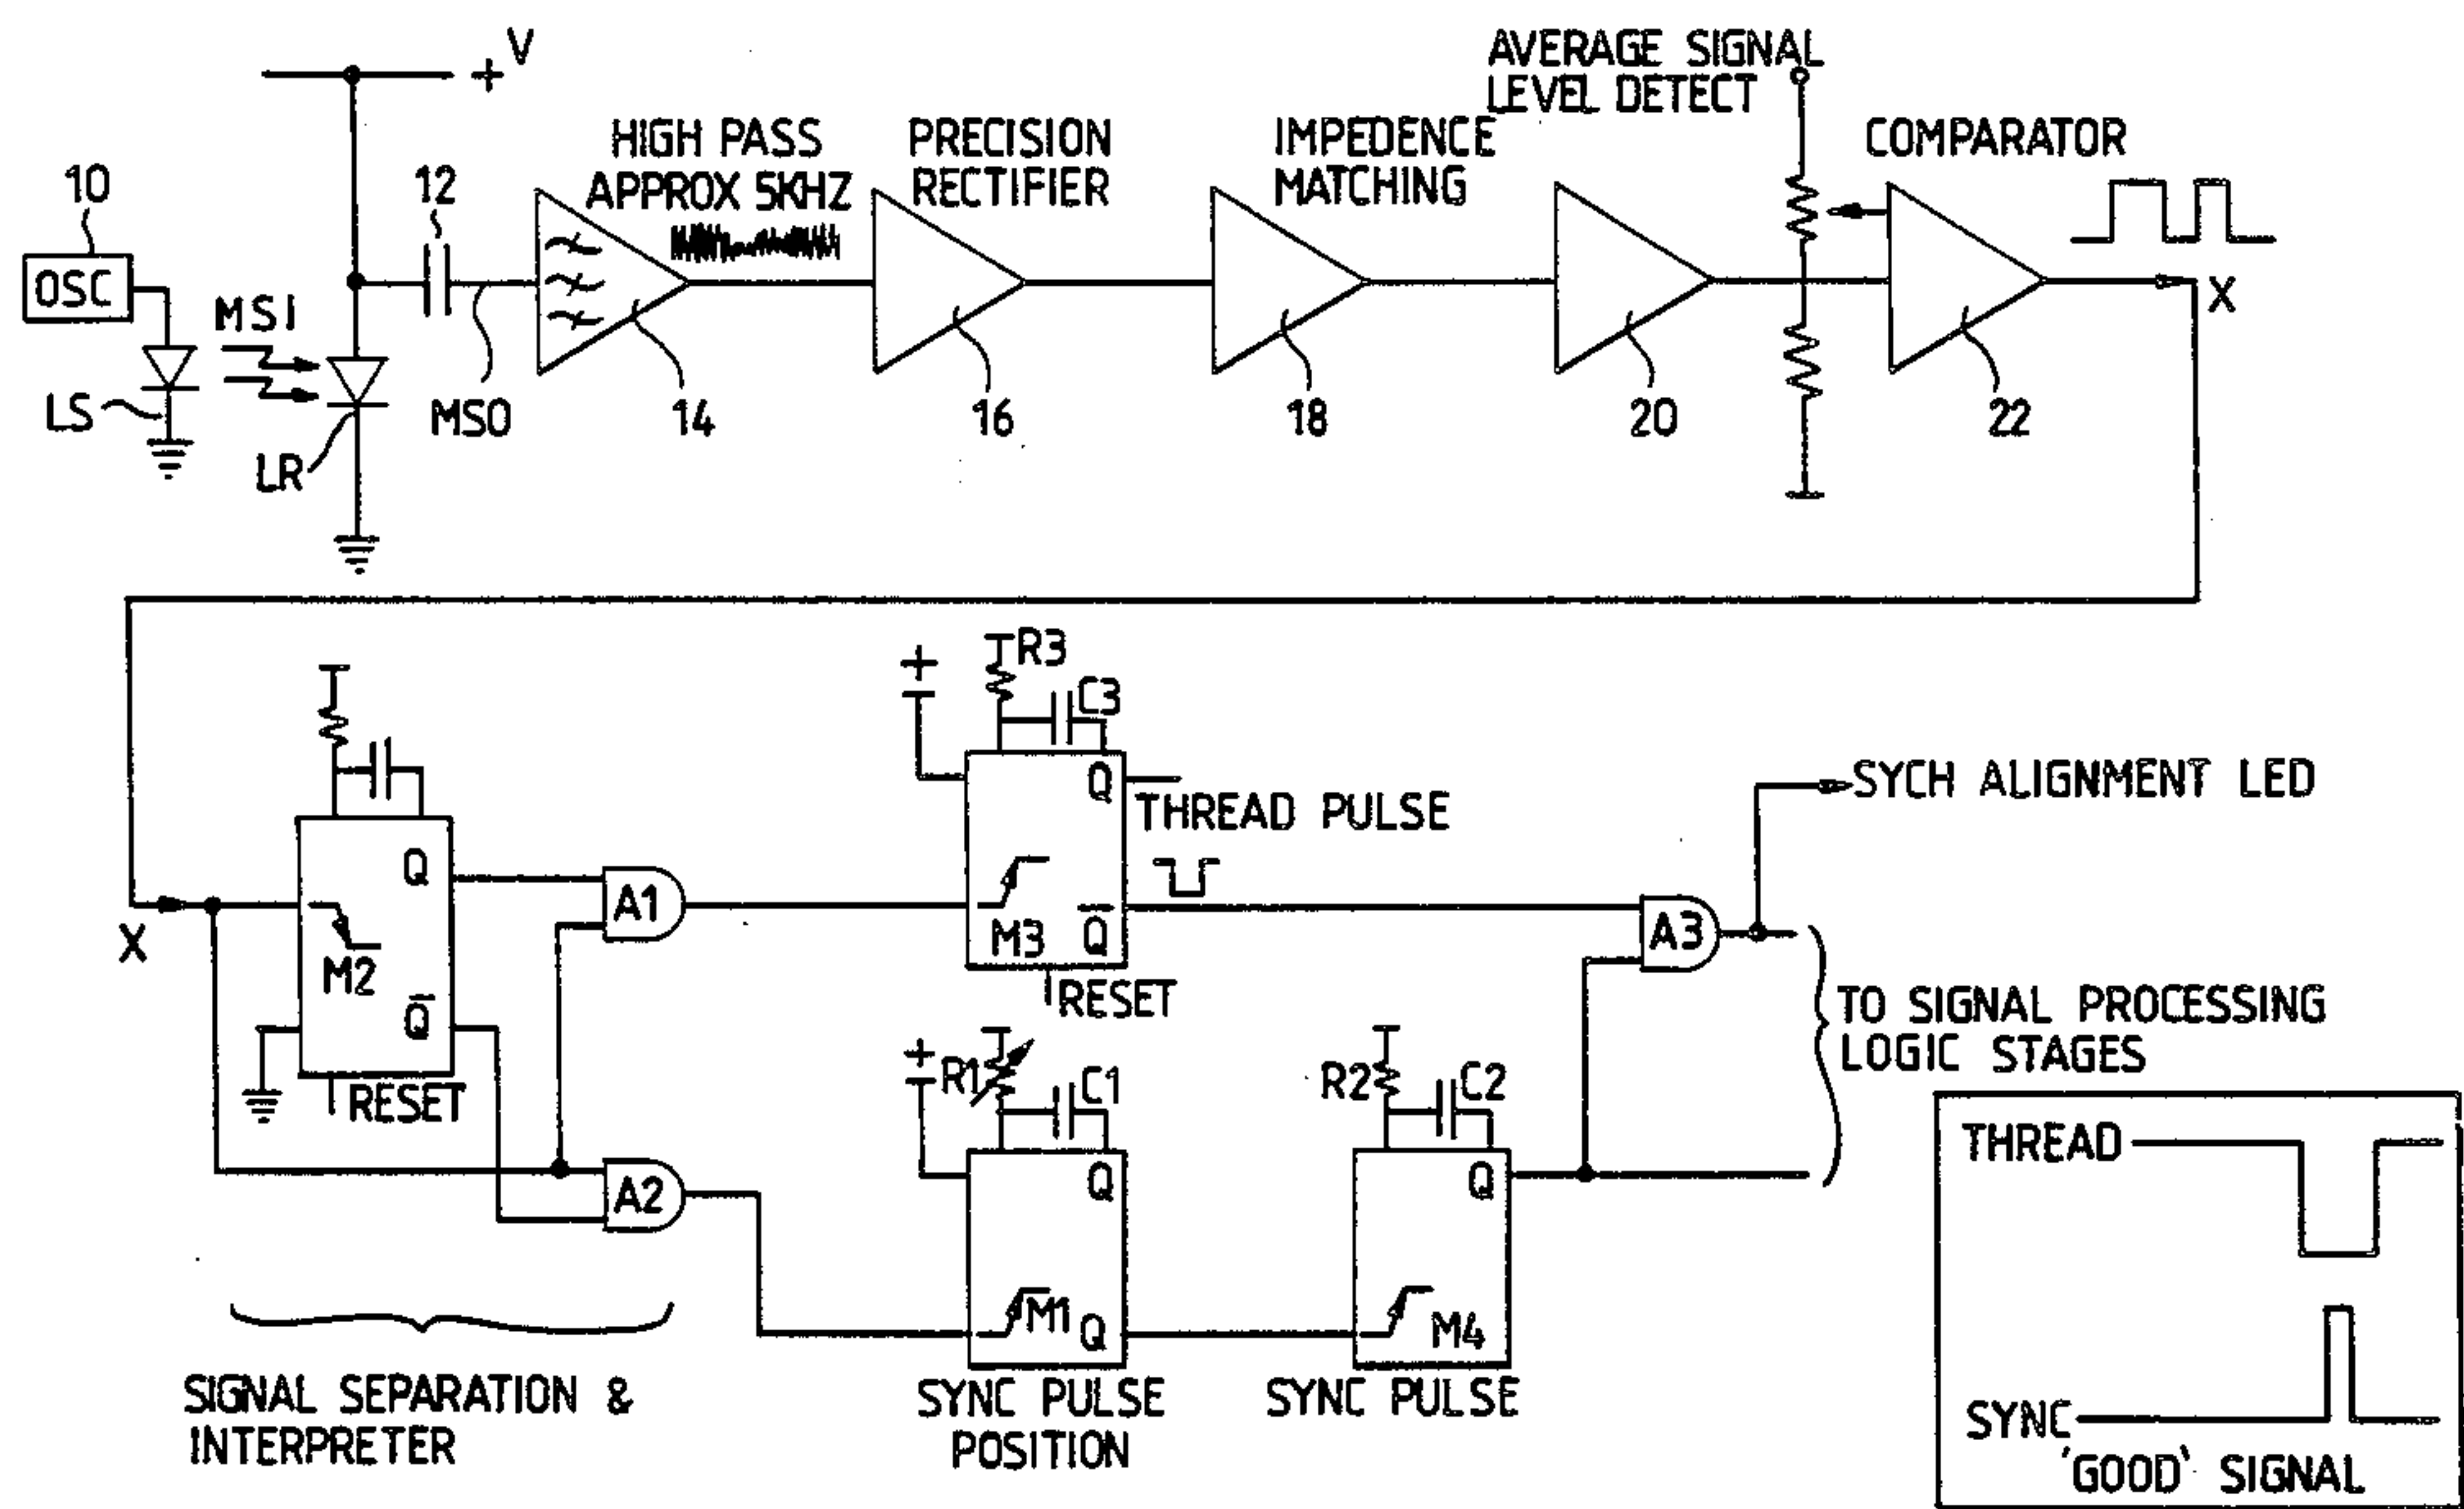 +V
AVERAGE SIGNAL
LEVEL DETECT
HIGH PASS
APPROX 5KHZ
PRECISION
RECTIFIER
IMPEDENCE
MATCHING
COMPARATOR
10
12
OSC
MSI
X
LS
LR
MSO
14
16
18
20
22
R3
C3
Q
THREAD PULSE
SYCH ALIGNMENT LED
Q
A1
X
M2
Q
M3
Q
A3
RESET
RESET
TO SIGNAL PROCESSING
LOGIC STAGES
R1
C1
R2
C2
A2
Q
Q
THREAD
M1
Q
M4
SIGNAL SEPARATION &
INTERPRETER
SYNC PULSE
POSITION
SYNC PULSE
SYNC
'GOOD' SIGNAL